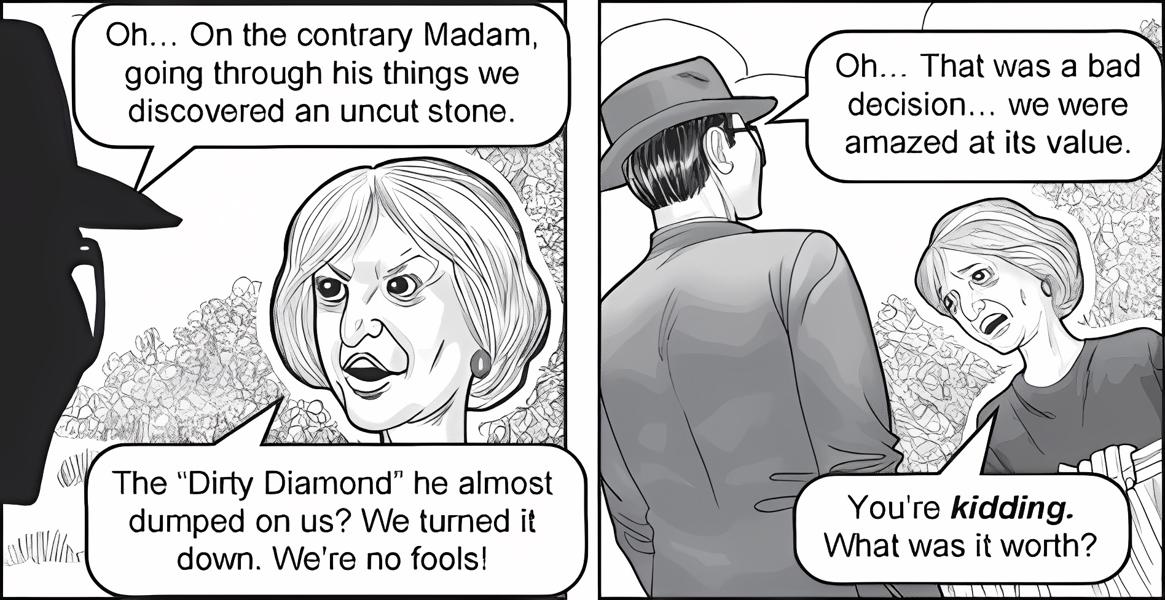 Oh... On the contrary Madam,
going through his things we
discovered an uncut stone.
The “Dirty Diamond” he almost
dumped on us? We turned it
down. We're no fools!
Oh... That was a bad
decision... we were
amazed at its value.
You're kidding.
What was it worth?